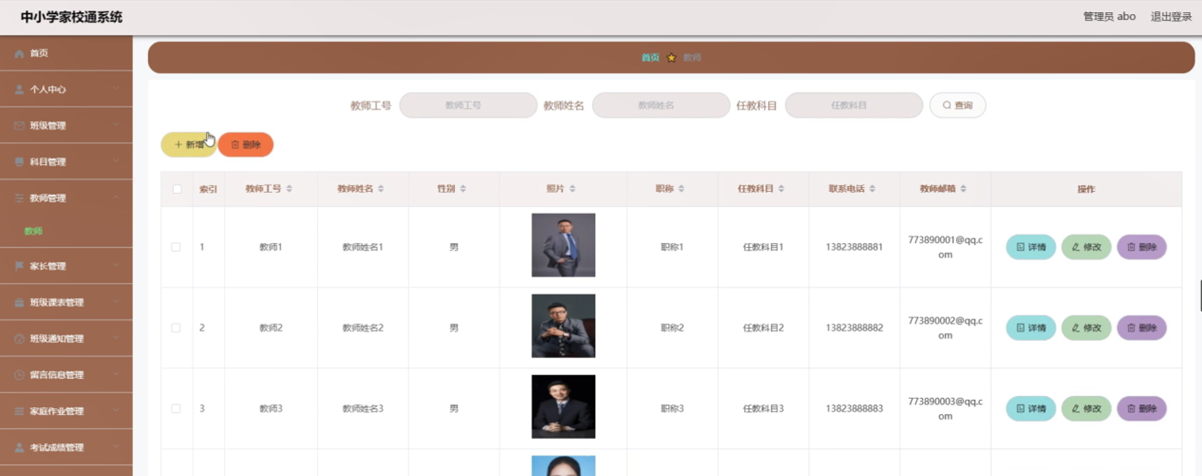 中小学家校通系统
管理员 abo 退出登录
首页
个人中心
班级管理
科目管理
教师管理
教师
家长管理
班级课表管理
班级通知管理
留言信息管理
家庭作业管理
考试成绩管理
首页 教师
教师工号 教师工号 教师姓名 教师姓名 任教科目 任教科目 查询
新增 删除
索引 教师工号 教师姓名 性别 照片 职称 任教科目 联系电话 教师邮箱 操作
1 教师1 教师姓名1 男 职称1 任教科目1 13823888881 773890001@qq.c
om
详情 修改 删除
2 教师2 教师姓名2 男 职称2 任教科目2 13823888882 773890002@qq.c
om
详情 修改 删除
3 教师3 教师姓名3 男 职称3 任教科目3 13823888883 773890003@qq.c
om
详情 修改 删除